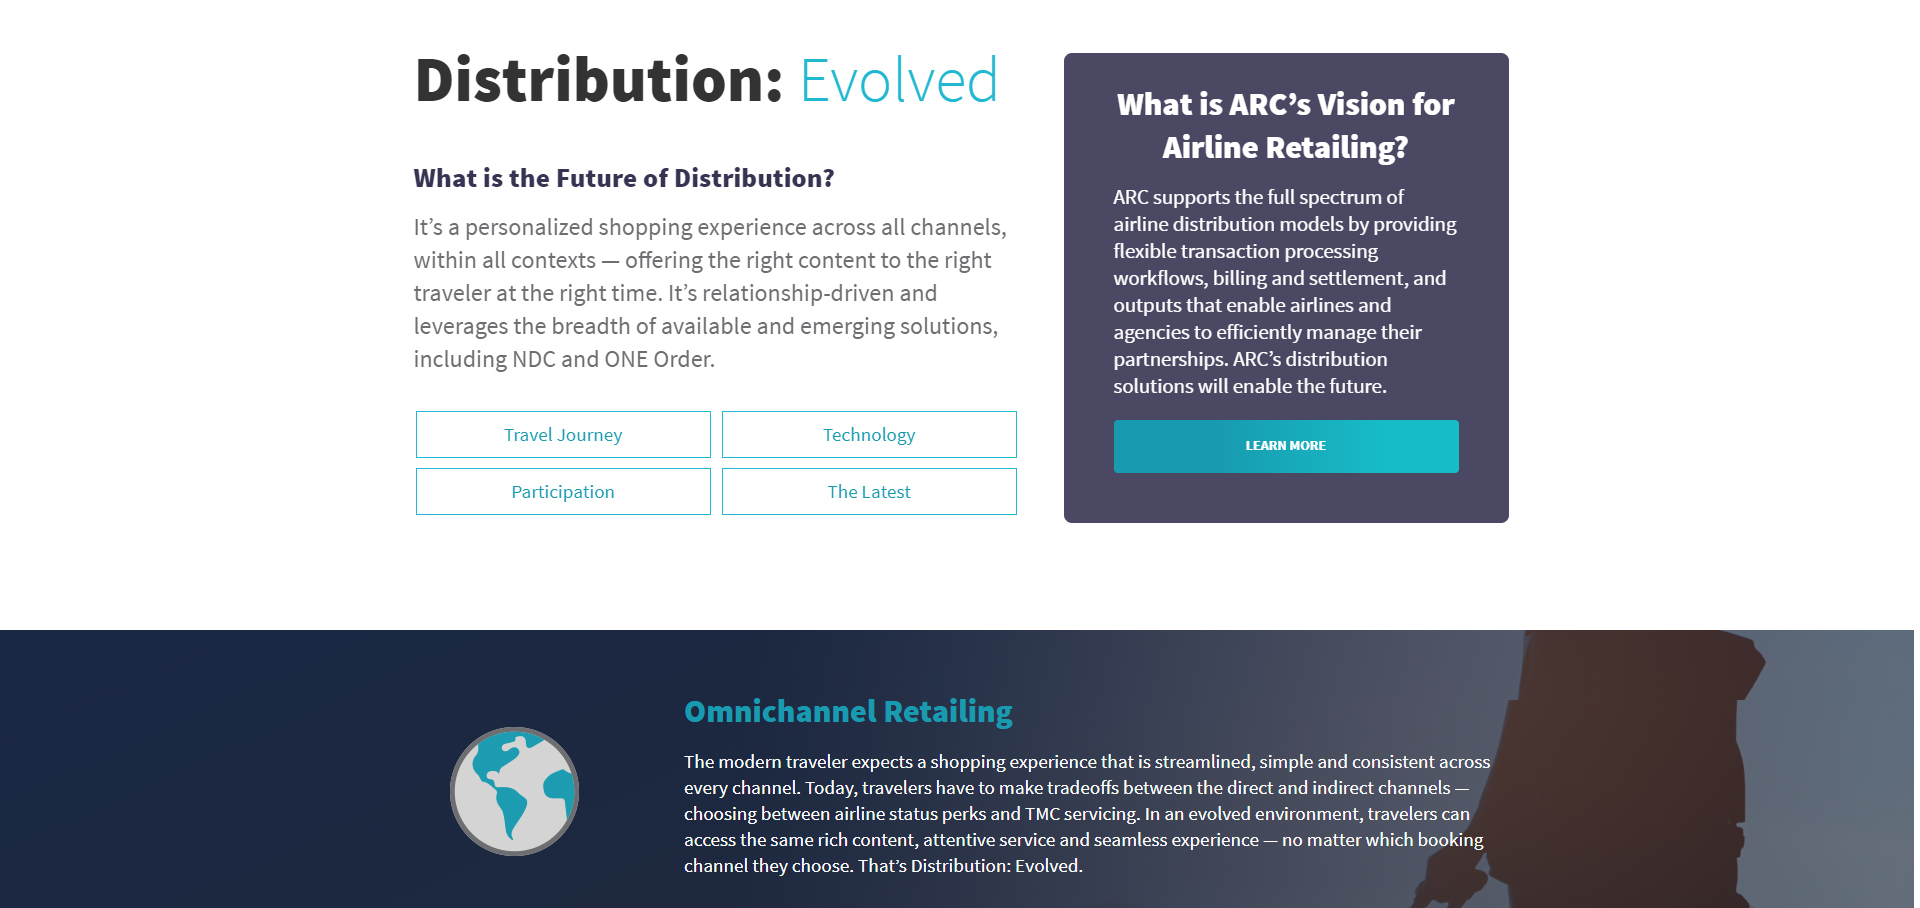 Distribution: Evolved
What is the Future of Distribution?
It’s a personalized shopping experience across all channels,
within all contexts — offering the right content to the right
traveler at the right time. It’s relationship-driven and
leverages the breadth of available and emerging solutions,
including NDC and ONE Order.
Travel Journey
Technology
Participation
The Latest
What is ARC’s Vision for
Airline Retailing?
ARC supports the full spectrum of
airline distribution models by providing
flexible transaction processing
workflows, billing and settlement, and
outputs that enable airlines and
agencies to efficiently manage their
partnerships. ARC’s distribution
solutions will enable the future.
LEARN MORE
Omnichannel Retailing
The modern traveler expects a shopping experience that is streamlined, simple and consistent across
every channel. Today, travelers have to make tradeoffs between the direct and indirect channels —
choosing between airline status perks and TMC servicing. In an evolved environment, travelers can
access the same rich content, attentive service and seamless experience — no matter which booking
channel they choose. That’s Distribution: Evolved.